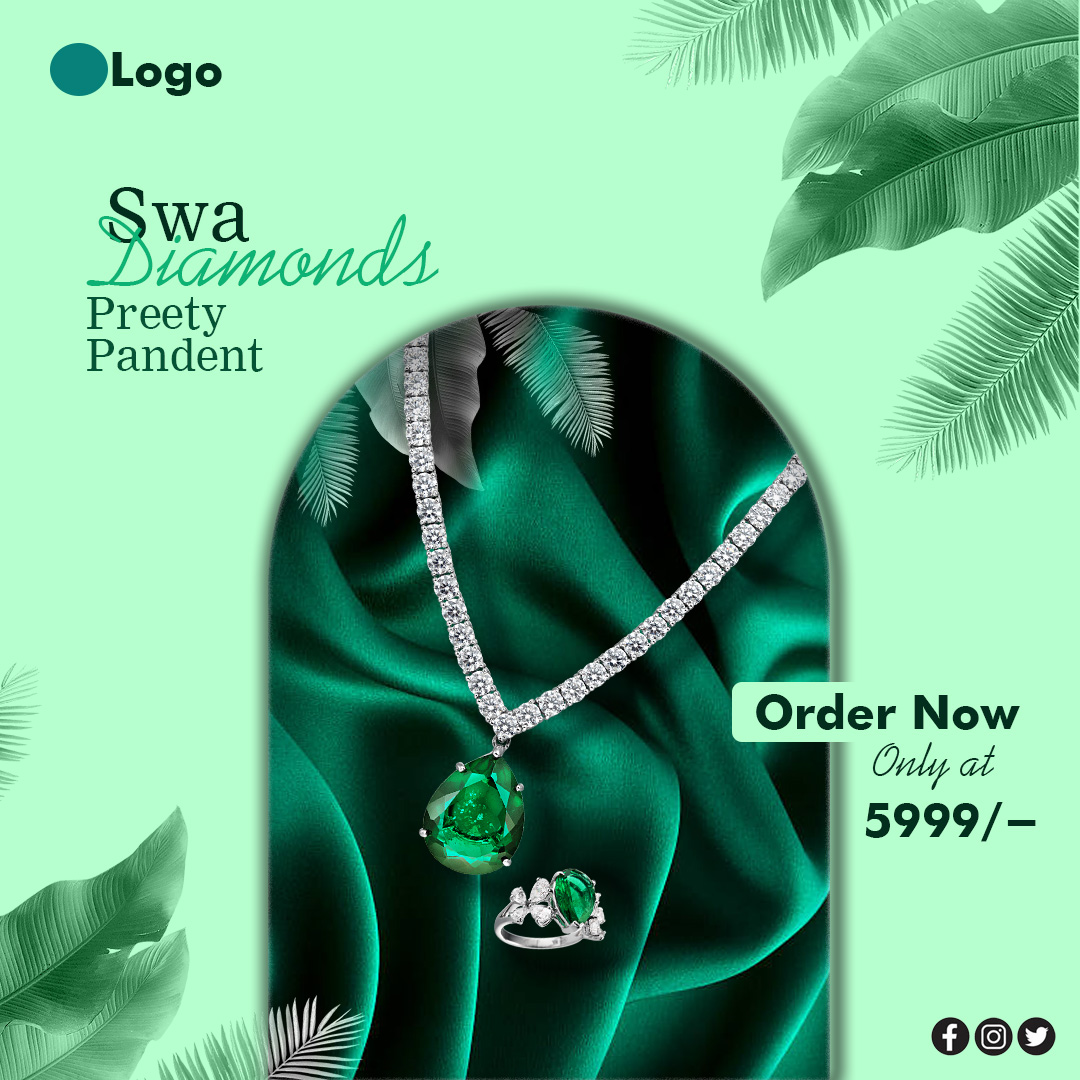 Logo
Swa
Diamonds
Preety
Pandent
Order Now
Only at
5999/–